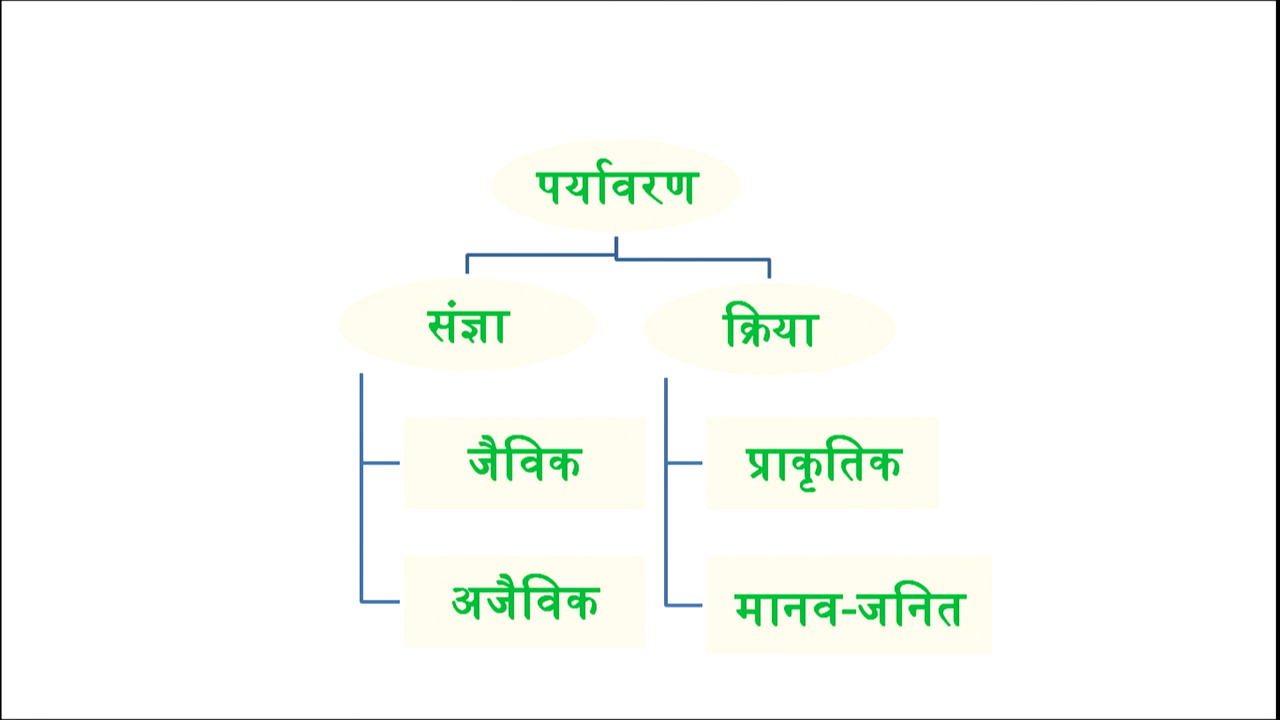 पर्यावरण
संज्ञा
क्रिया
जैविक
प्राकृतिक
अजैविक
मानव-जनित